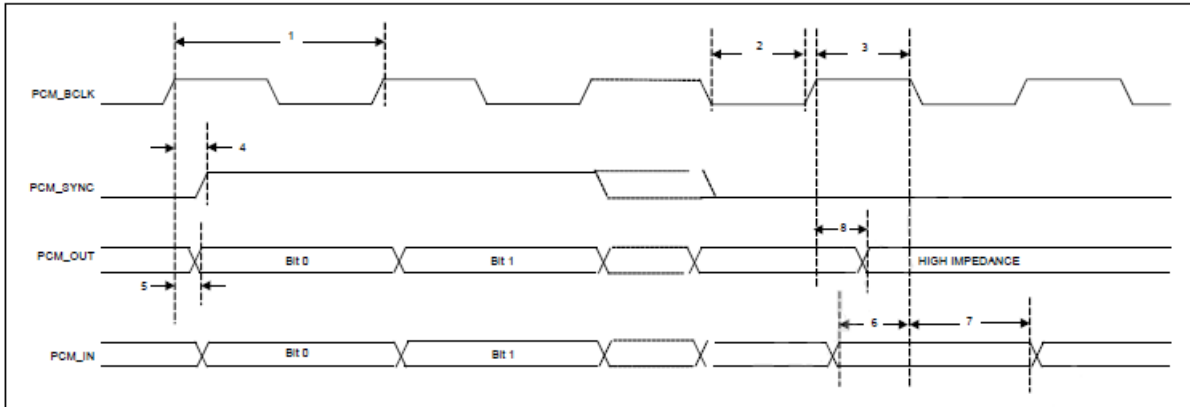 1
2
3
PCM_BCLK
4
PCM_SYNC
8
PCM_OUT
Bit 0
Bit 1
HIGH IMPEDANCE
5
6
7
PCM_IN
Bit 0
Bit 1